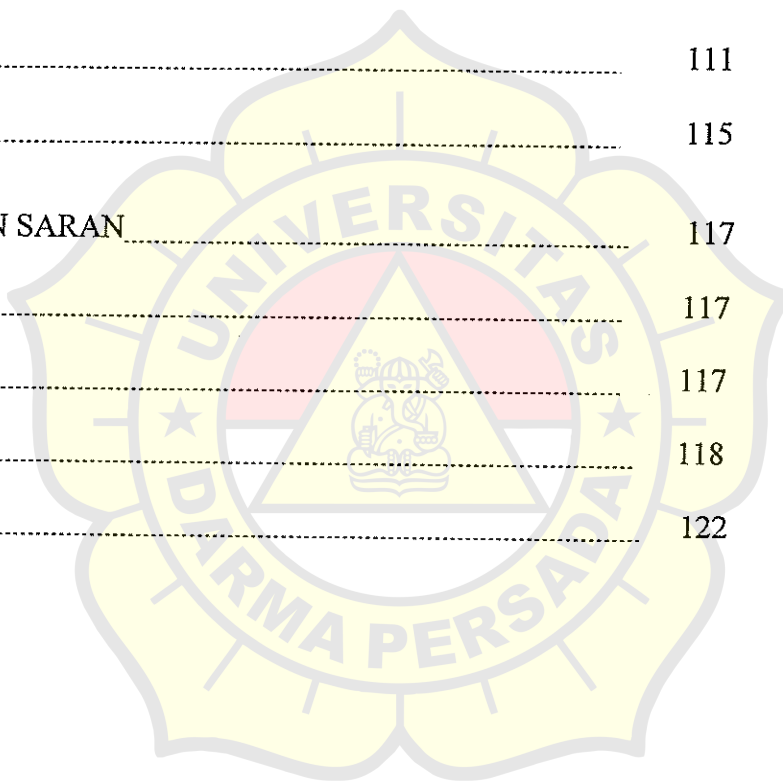 111
115
N SARAN 117
117
117
118
122
UNIVERSITAS
DARMA PERSADA